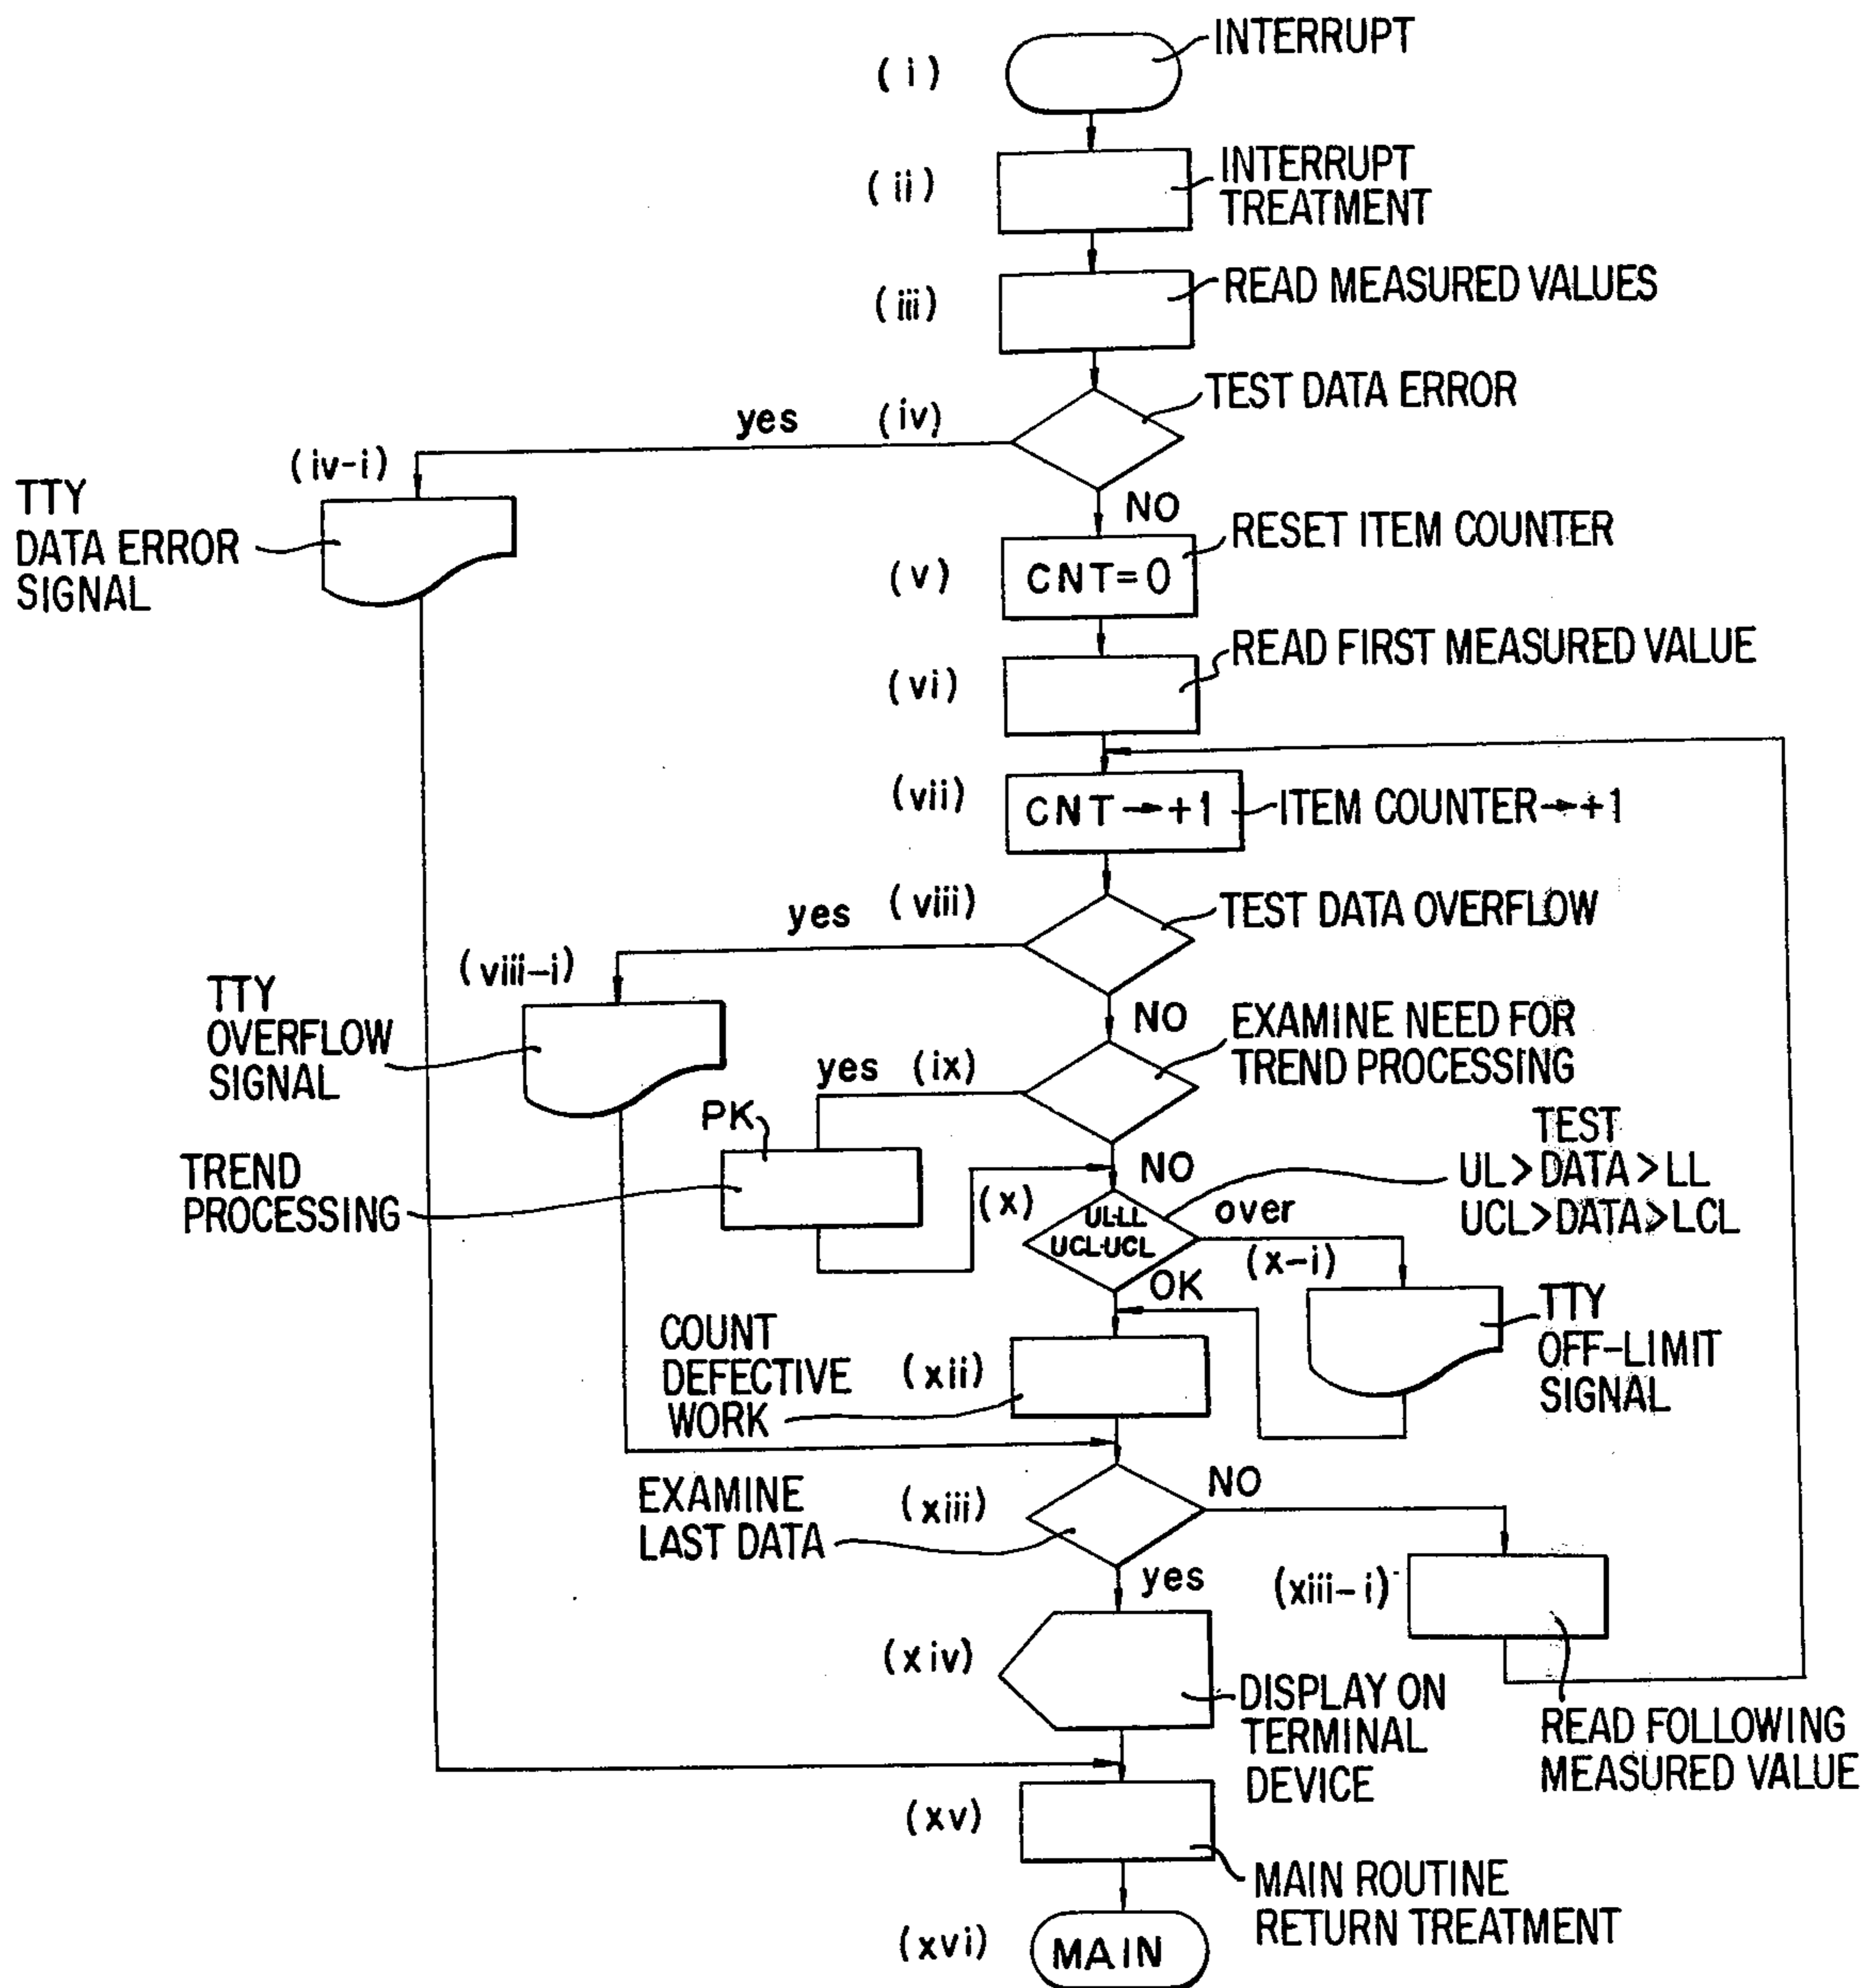 INTERRUPT
(i)
(ii)
INTERRUPT
TREATMENT
(iii)
READ MEASURED VALUES
TEST DATA ERROR
yes
(iv)
(iv-i)
TTY
DATA ERROR
SIGNAL
NO
RESET ITEM COUNTER
(v)
CNT=0
READ FIRST MEASURED VALUE
(vi)
(vii)
CNT→+1
ITEM COUNTER→+1
yes
(viii)
TEST DATA OVERFLOW
(viii-i)
TTY
OVERFLOW
SIGNAL
NO
EXAMINE NEED FOR
TREND PROCESSING
yes
(ix)
PK
TREND
PROCESSING
NO
TEST
UL>DATA>LL
UCL>DATA>LCL
(x)
UL·LL
UCL·UCL
over
(x-i)
OK
TTY
OFF-LIMIT
SIGNAL
COUNT
DEFECTIVE
WORK
(xii)
EXAMINE
LAST DATA
(xiii)
NO
yes
(xiii-i)
(xiv)
DISPLAY ON
TERMINAL
DEVICE
READ FOLLOWING
MEASURED VALUE
(xv)
MAIN ROUTINE
RETURN TREATMENT
(xvi)
MAIN